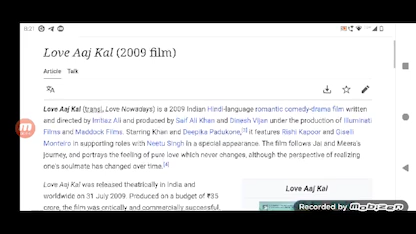 18:21
Love Aaj Kal (2009 film)
Article Talk
Love Aaj Kal (transl. Love Nowadays) is a 2009 Indian Hindi-language romantic comedy-drama film written
and directed by Imtiaz Ali and produced by Saif Ali Khan and Dinesh Vijan under the production of Illuminati
Films and Maddock Films. Starring Khan and Deepika Padukone,[3] it features Rishi Kapoor and Giselli
Monteiro in supporting roles with Neetu Singh in a special appearance. The film follows Jai and Meera's
journey, and portrays the feeling of pure love which never changes, although the perspective of realizing
one's soulmate has changed over time.[4]
Love Aaj Kal was released theatrically in India and
worldwide on 31 July 2009. Produced on a budget of ₹35
crore, the film was critically and commercially successful,
Love Aaj Kal
Recorded by Mobizen